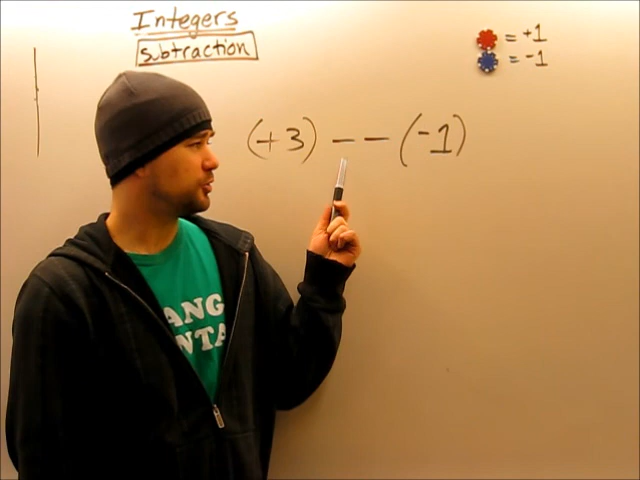 Integers
subtraction
= +1
= -1
(+3) - - (-1)
ANG
NTA